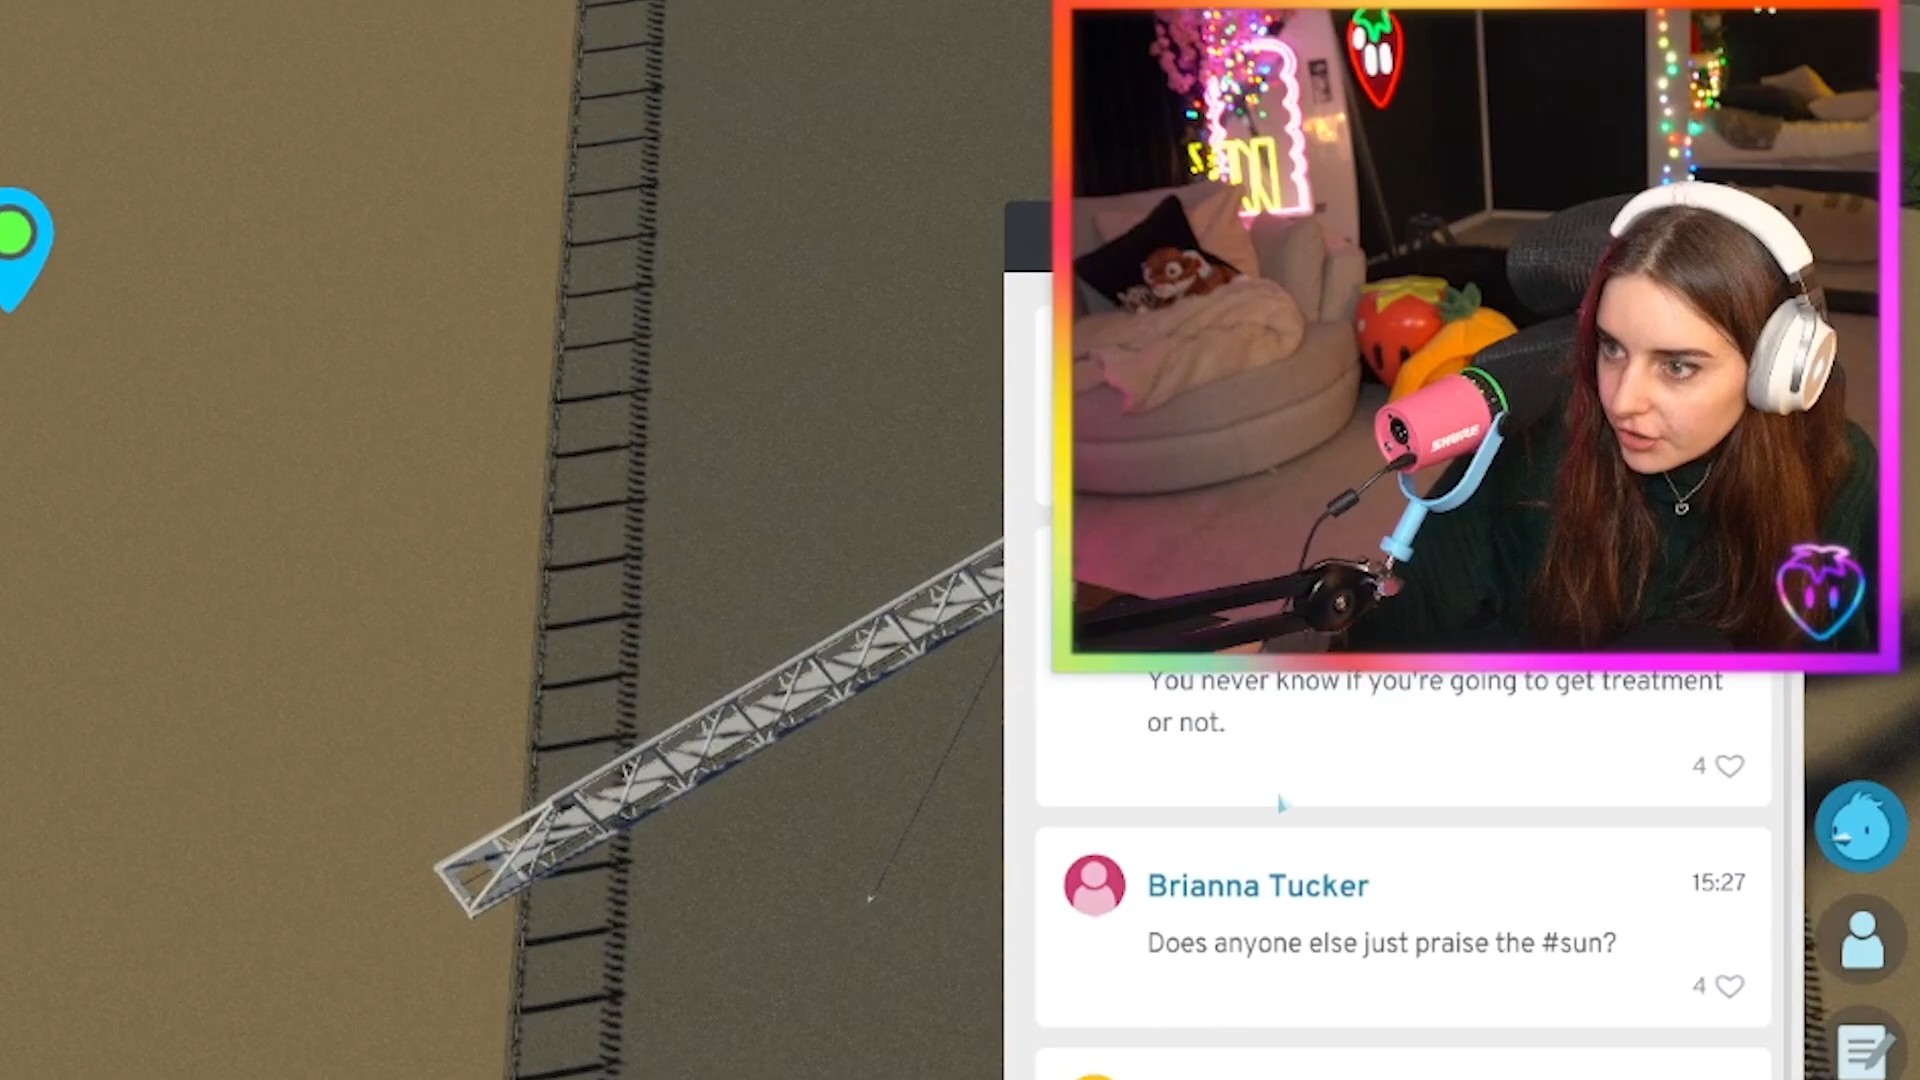 SHURE
You never know if you're going to get treatment
or not.
4
Brianna Tucker
15:27
Does anyone else just praise the #sun?
4